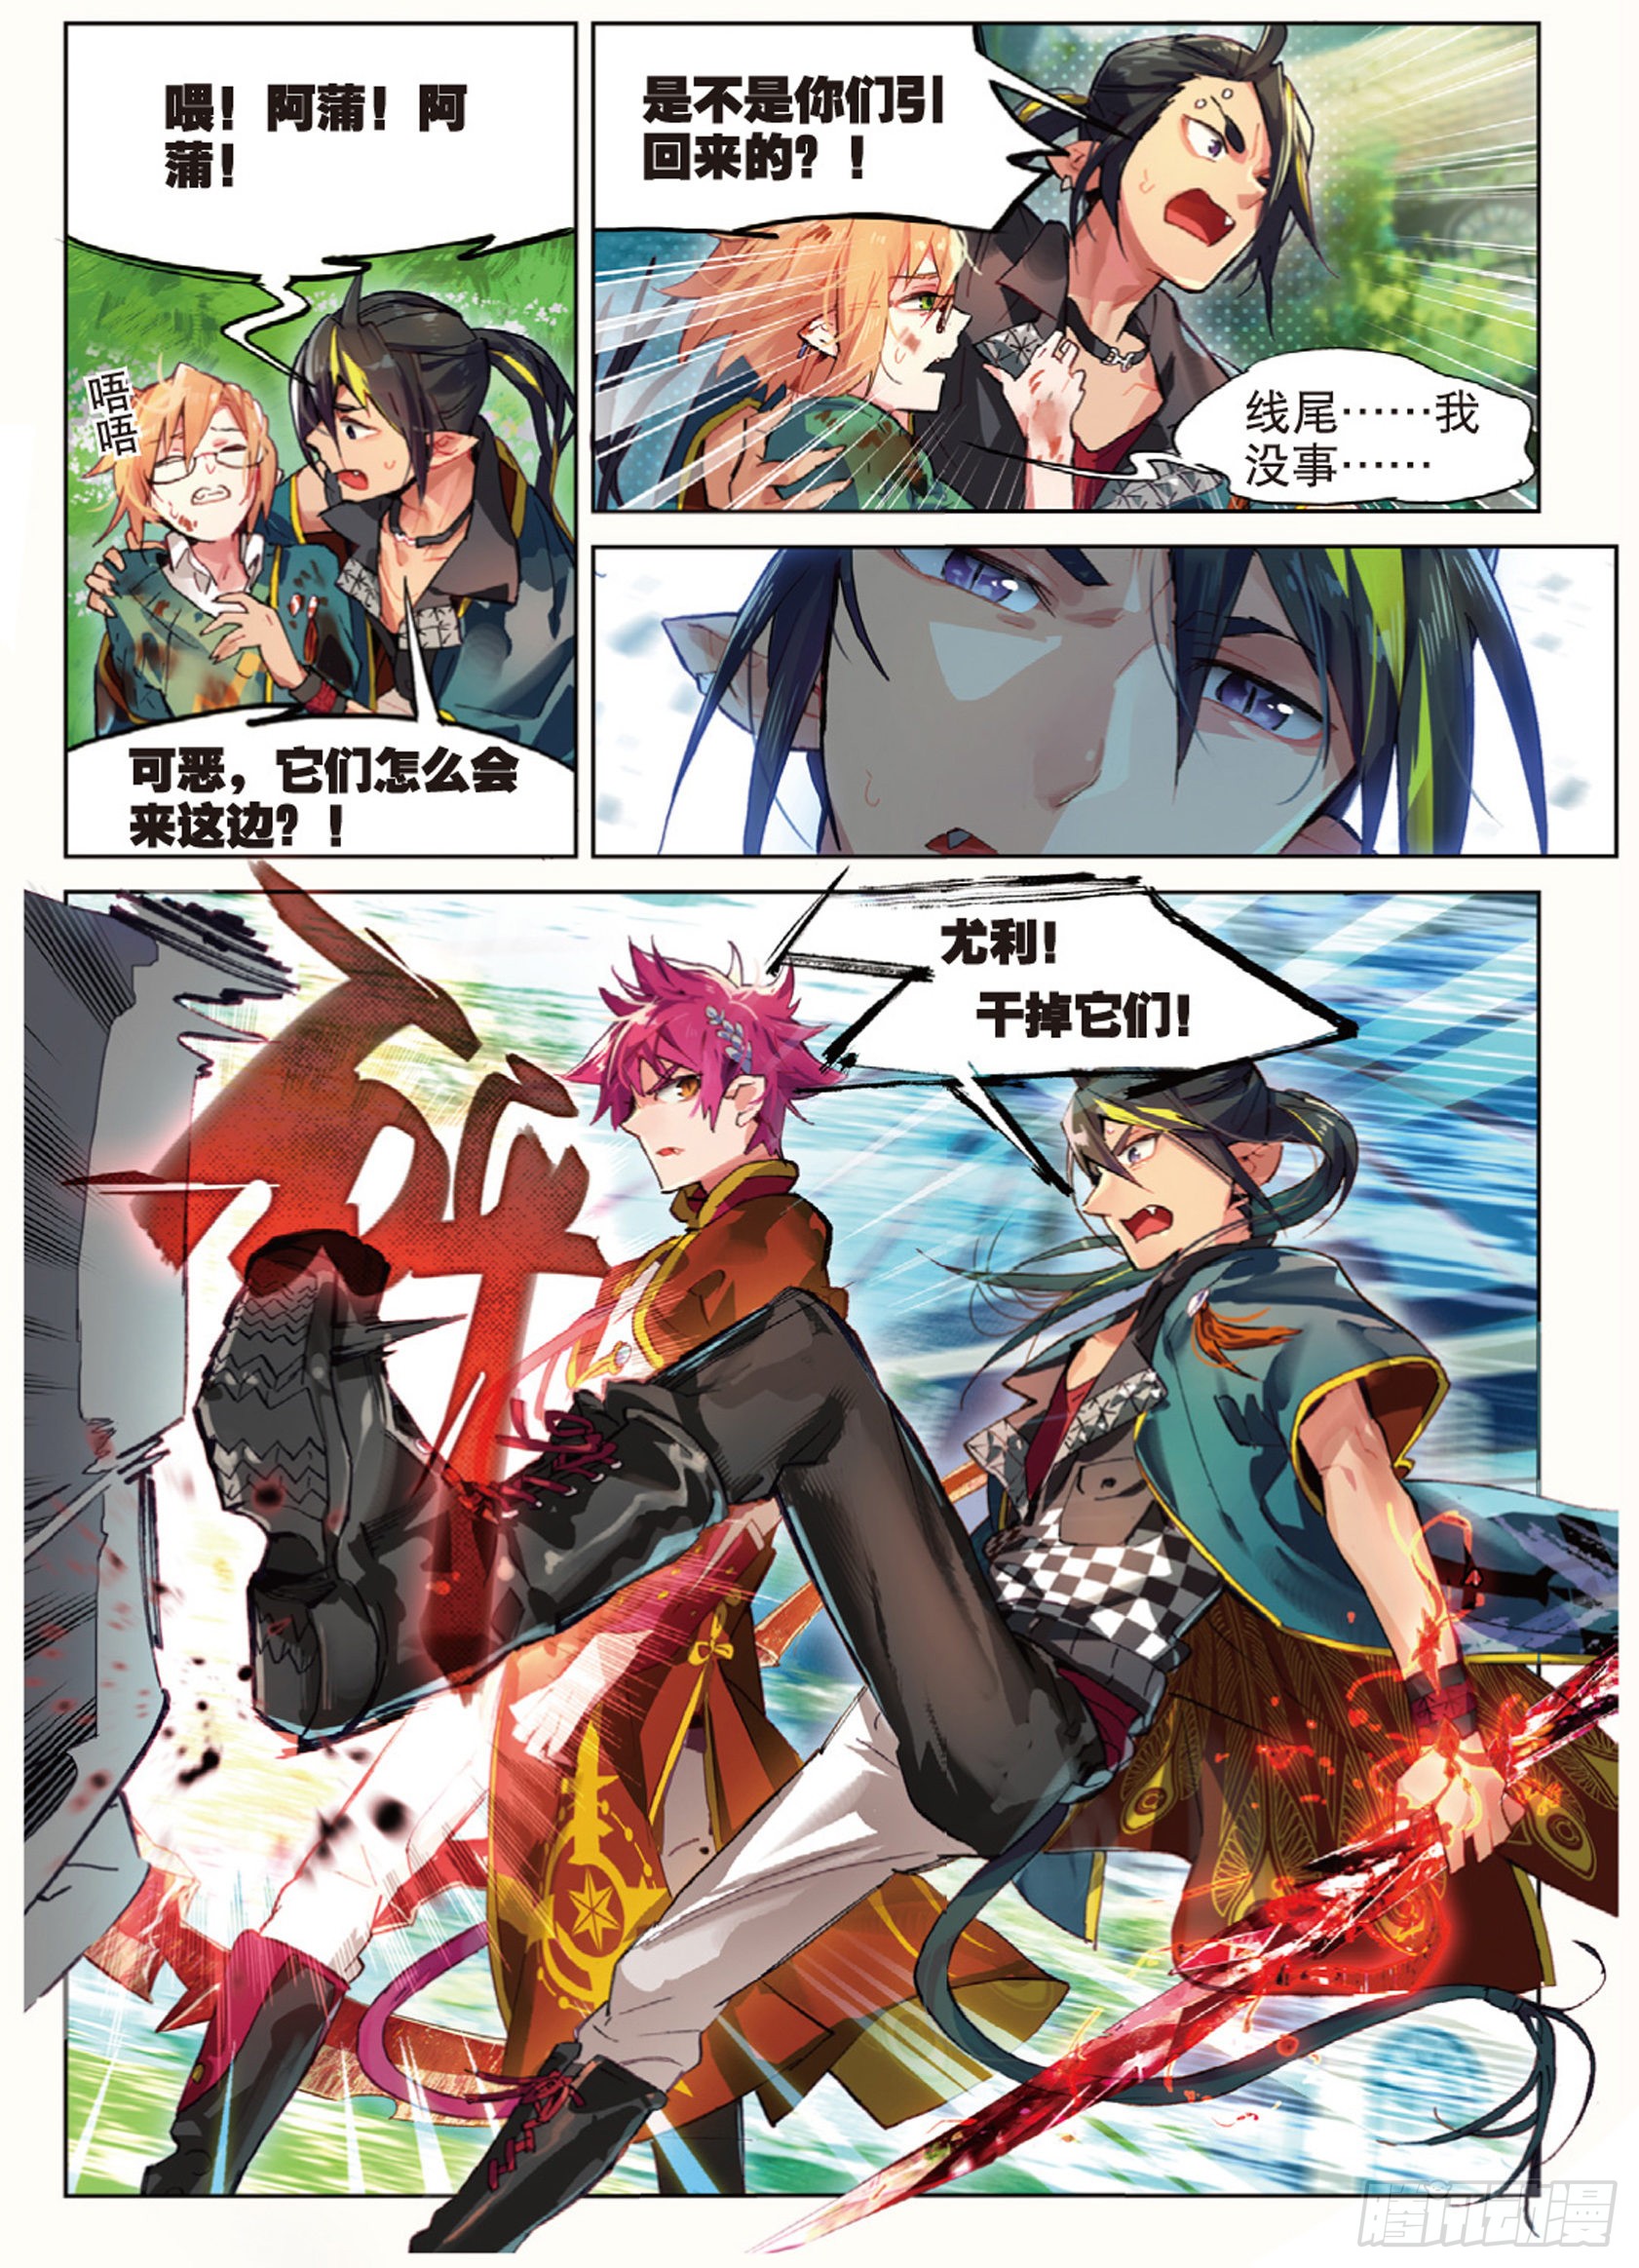 喂！阿蒲！阿
蒲！
唔
唔
可恶，它们怎么会
来这边？！
是不是你们引
回来的？！
线尾……我
没事……
尤利！
干掉它们！
腾讯动漫